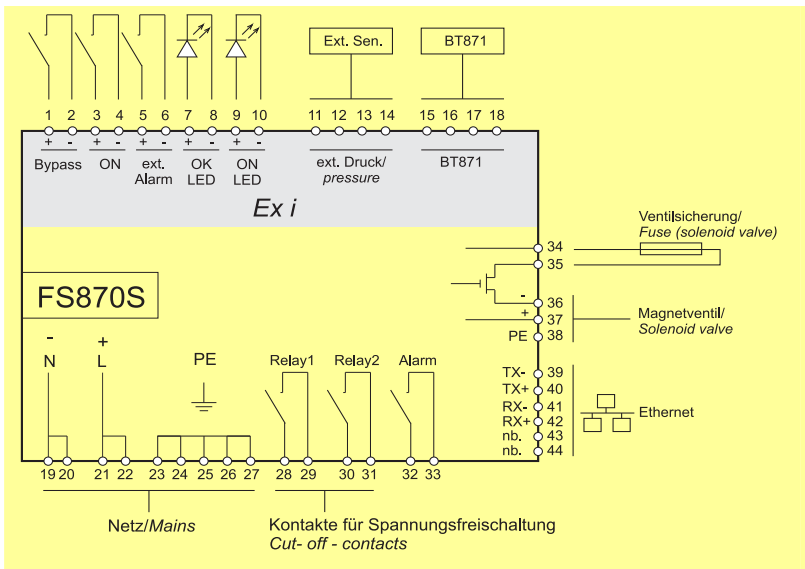 Ext. Sen.
BT871
1 2 3 4 5 6 7 8 9 10 11 12 13 14 15 16 17 18
+ - + - + - + - + -
Bypass
ON
ext.
Alarm
OK
LED
ON
LED
ext. Druck/
pressure
BT871
Ex i
FS870S
Ventilsicherung/
Fuse (solenoid valve)
34
35
- 36
+ 37
PE 38
Magnetventil/
Solenoid valve
TX- 39
TX+ 40
RX- 41
RX+ 42
nb. 43
nb. 44
Ethernet
-
N
+
L
PE
Relay1
Relay2
Alarm
19 20 21 22 23 24 25 26 27 28 29 30 31 32 33
Netz/Mains
Kontakte für Spannungsfreischaltung
Cut- off - contacts